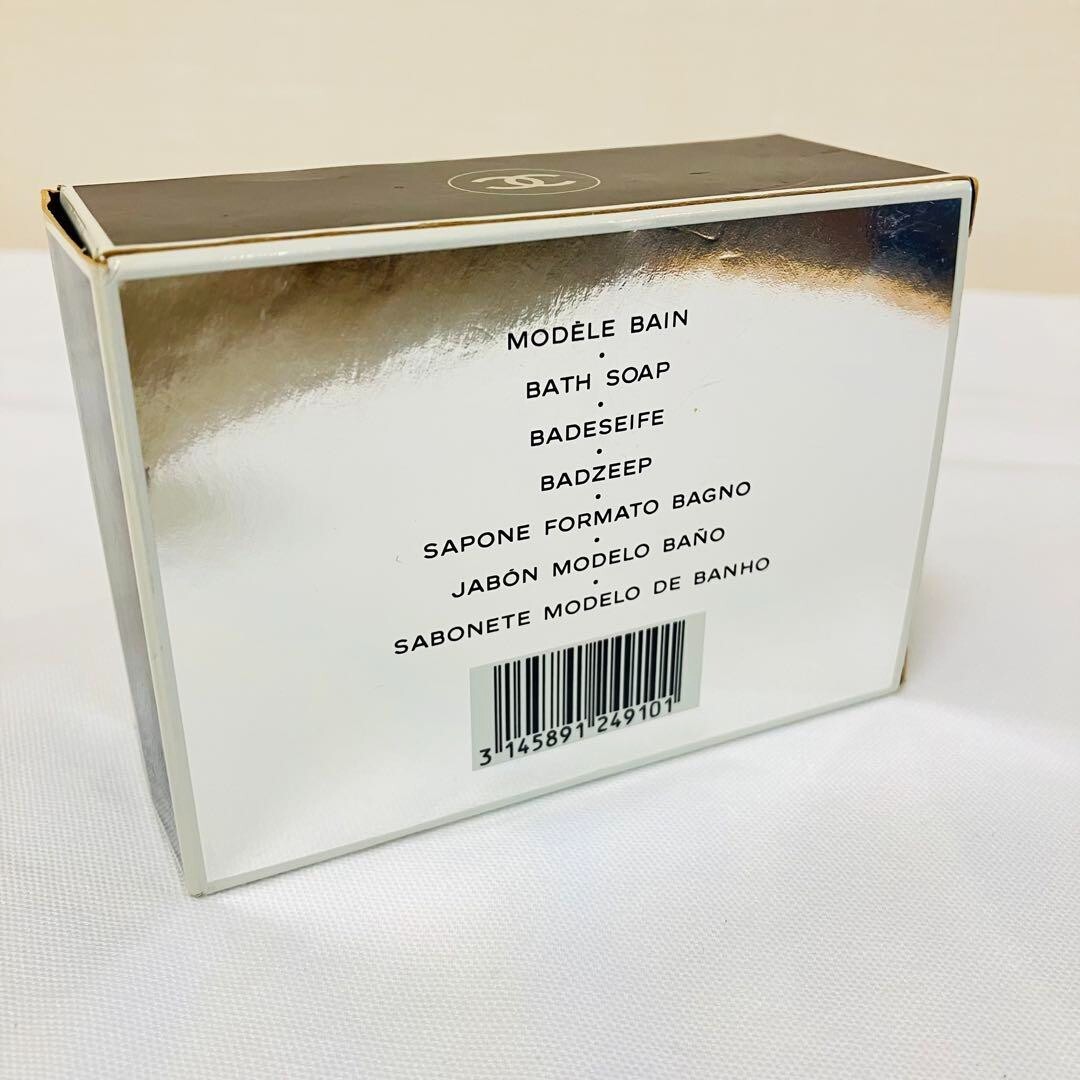 MODÈLE BAIN
•
BATH SOAP
•
BADESEIFE
•
BADZEEP
•
SAPONE FORMATO BAGNO
•
JABÓN MODELO BAÑO
•
SABONETE MODELO DE BANHO
3 145891 249101